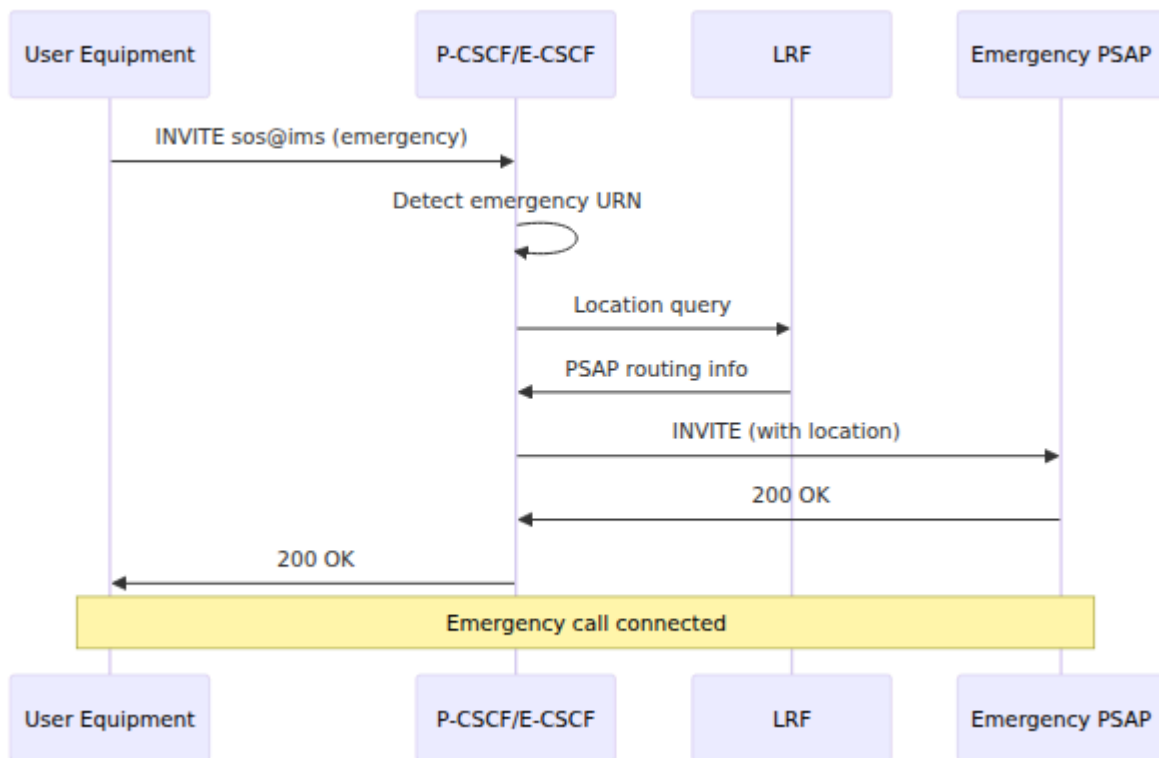 User Equipment
P-CSCF/E-CSCF
LRF
Emergency PSAP
INVITE sos@ims (emergency)
Detect emergency URN
Location query
PSAP routing info
INVITE (with location)
200 OK
200 OK
Emergency call connected
User Equipment
P-CSCF/E-CSCF
LRF
Emergency PSAP